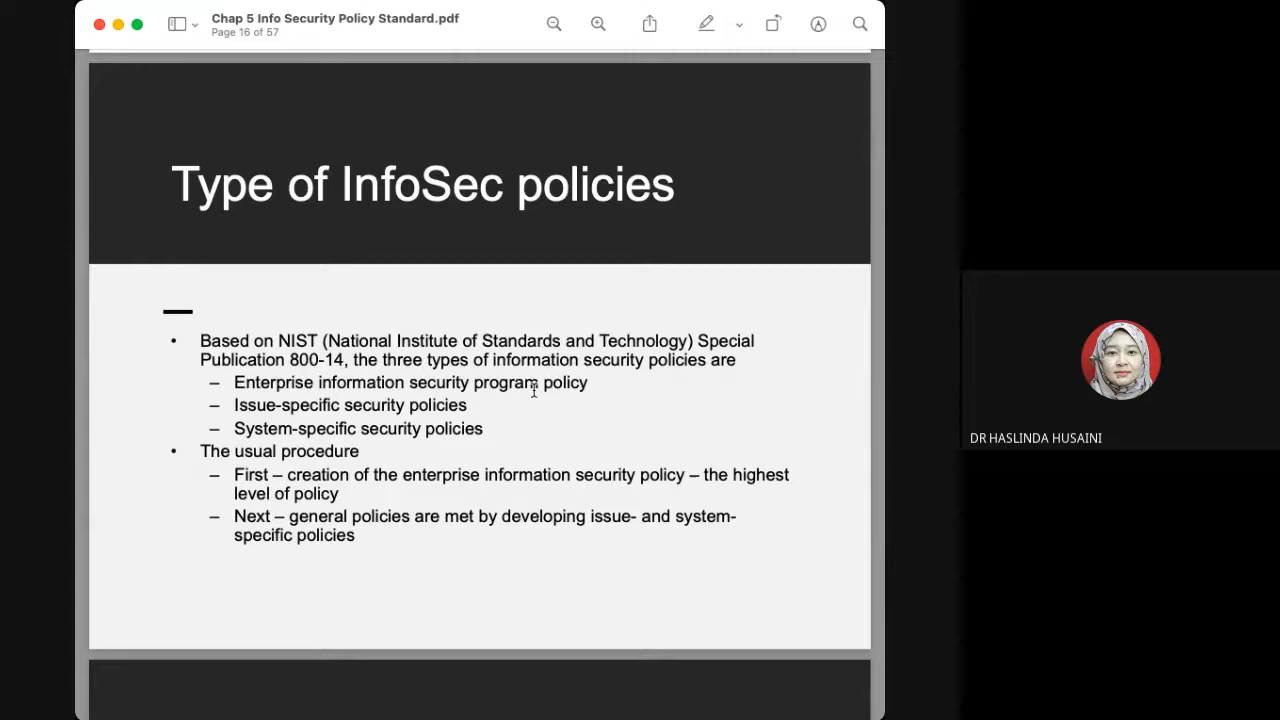 Chap 5 Info Security Policy Standard.pdf
Page 16 of 57
Type of InfoSec policies
• Based on NIST (National Institute of Standards and Technology) Special
Publication 800-14, the three types of information security policies are
– Enterprise information security program policy
– Issue-specific security policies
– System-specific security policies
• The usual procedure
– First – creation of the enterprise information security policy – the highest
level of policy
– Next – general policies are met by developing issue- and system-
specific policies
DR HASLINDA HUSAINI